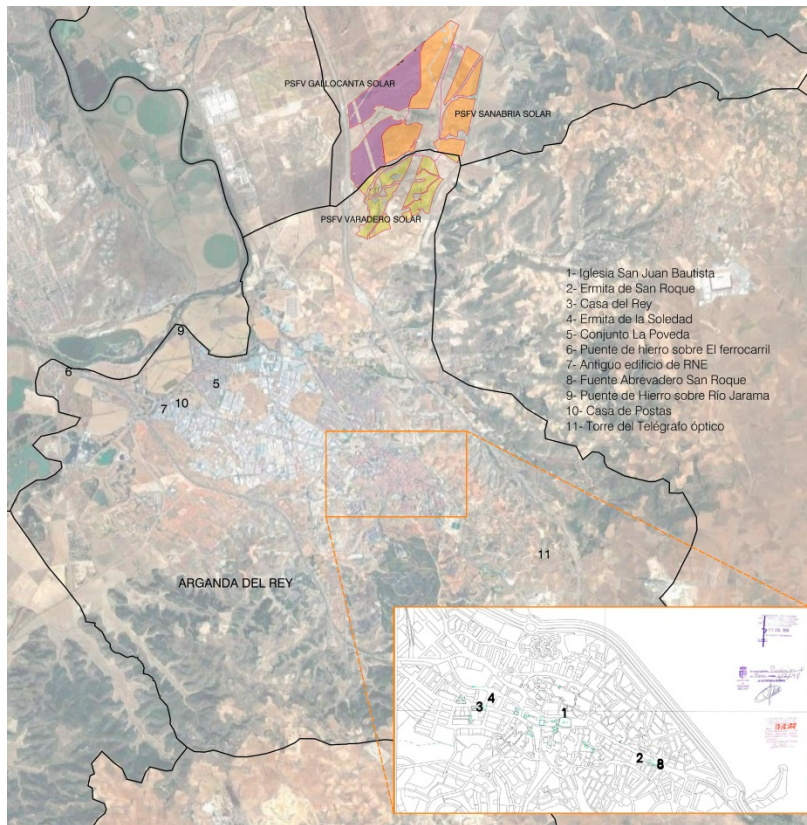 PSFV GALLOCANTA SOLAR
PSFV SANABRIA SOLAR
PSFV VARADERO SOLAR
1- Iglesia San Juan Bautista
2- Ermita de San Roque
3- Casa del Rey
4- Ermita de la Soledad
5- Conjunto La Poveda
6- Puente de hierro sobre El ferrocarril
7- Antiguo edificio de RNE
8- Fuente Abrevadero San Roque
9- Puente de Hierro sobre Río Jarama
10- Casa de Postas
11- Torre del Telégrafo óptico
9
6
5
10
7
11
ARGANDA DEL REY
4
3
1
2
8